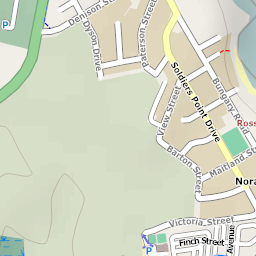 Denison Street
Dyson Drive
Paterson Street
Soldiers Point Drive
Bungary Road
View Street
Ross
Barton street
Maitland St
Nora
Victoria Street
Finch Street
Avenue
P
P